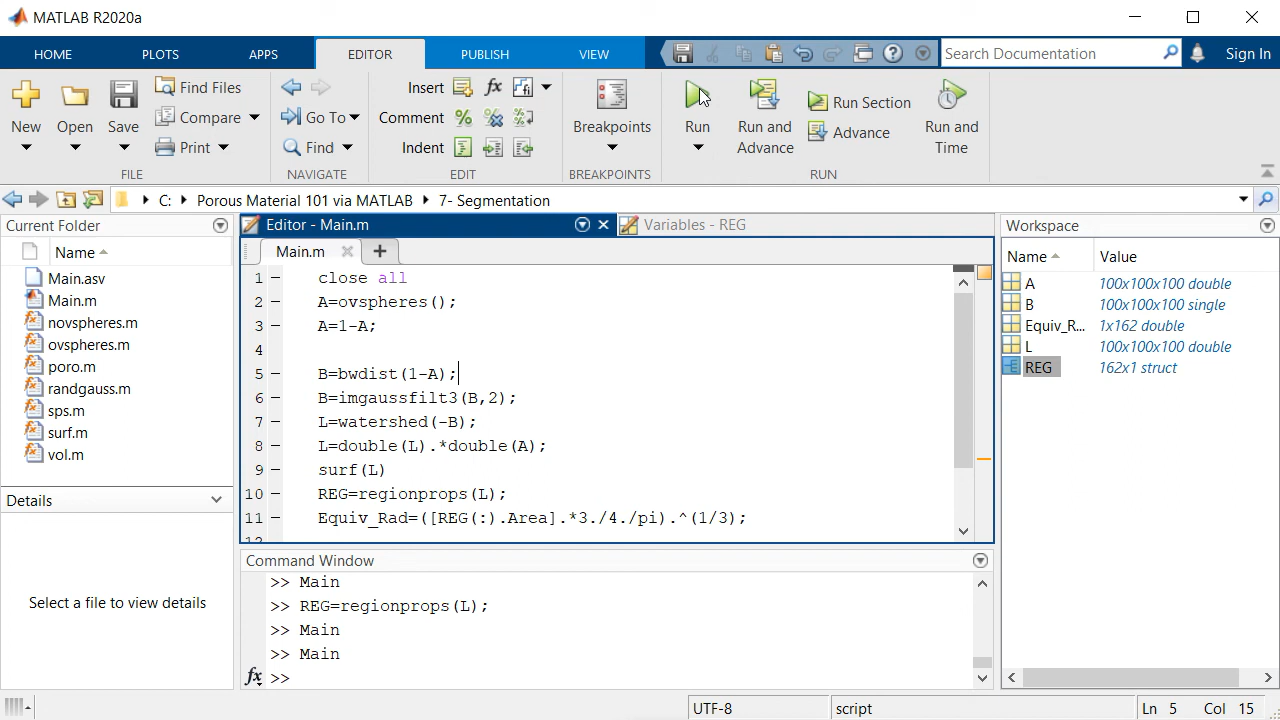 MATLAB R2020a
HOME PLOTS APPS EDITOR PUBLISH VIEW Search Documentation Sign In
New Open Save Find Files Compare Print FILE
Go To Find NAVIGATE
Insert fx Comment % Indent EDIT
Breakpoints BREAKPOINTS
Run Run and Advance Run Section Advance Run and Time RUN
C: Porous Material 101 via MATLAB 7- Segmentation
Current Folder
Name
Main.asv
Main.m
novspheres.m
ovspheres.m
poro.m
randgauss.m
sps.m
surf.m
vol.m
Details
Select a file to view details
Editor - Main.m Variables - REG
Main.m
1 close all
2 A=ovspheres();
3 A=1-A;
4
5 B=bwdist(1-A);
6 B=imgaussfilt3(B,2);
7 L=watershed(-B);
8 L=double(L).*double(A);
9 surf(L)
10 REG=regionprops(L);
11 Equiv_Rad=([REG(:).Area].*3./4./pi).^(1/3);
12
Command Window
>> Main
>> REG=regionprops(L);
>> Main
>> Main
fx >>
Workspace
Name Value
A 100x100x100 double
B 100x100x100 single
Equiv_R... 1x162 double
L 100x100x100 double
REG 162x1 struct
UTF-8 script Ln 5 Col 15